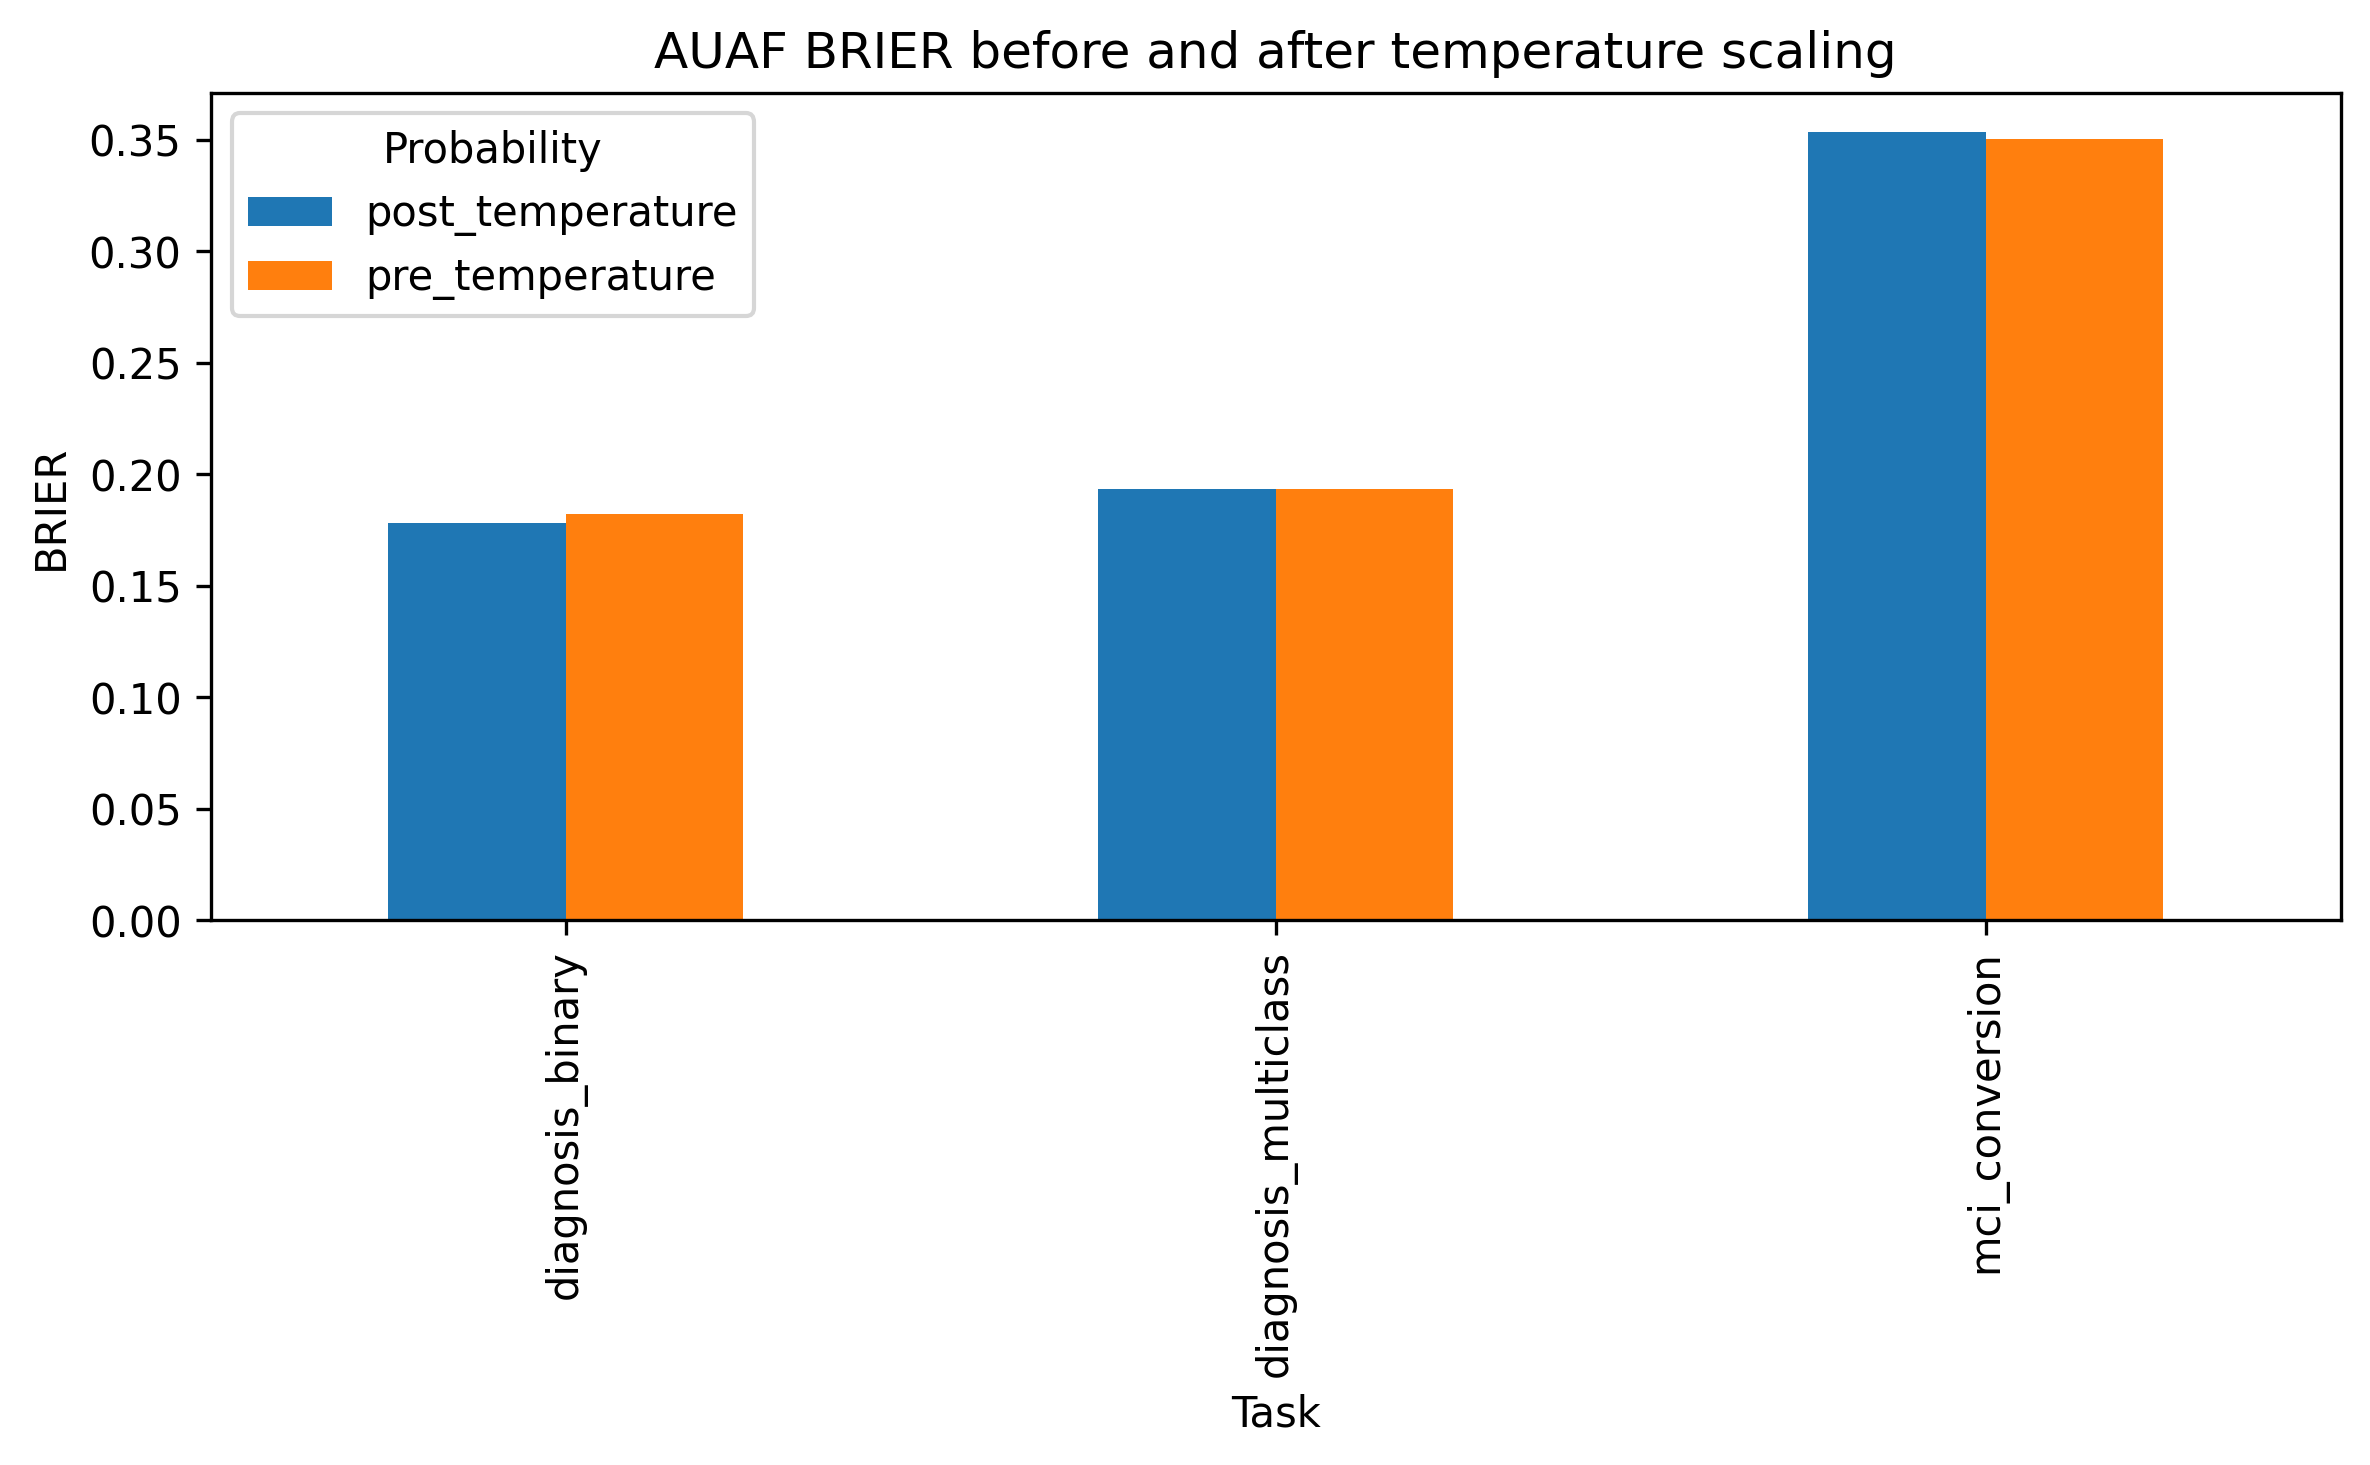 AUAF BRIER before and after temperature scaling
Probability
post_temperature
pre_temperature
BRIER
0.35
0.30
0.25
0.20
0.15
0.10
0.05
0.00
diagnosis_binary
diagnosis_multiclass
mci_conversion
Task